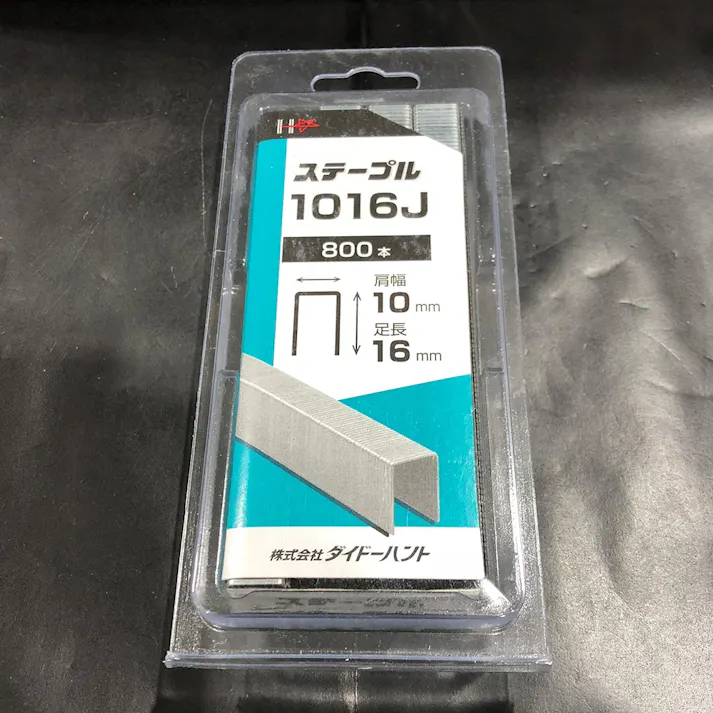 ステープル
1016J
800本
肩幅
10mm
足長
16mm
株式会社 ダイドーハント